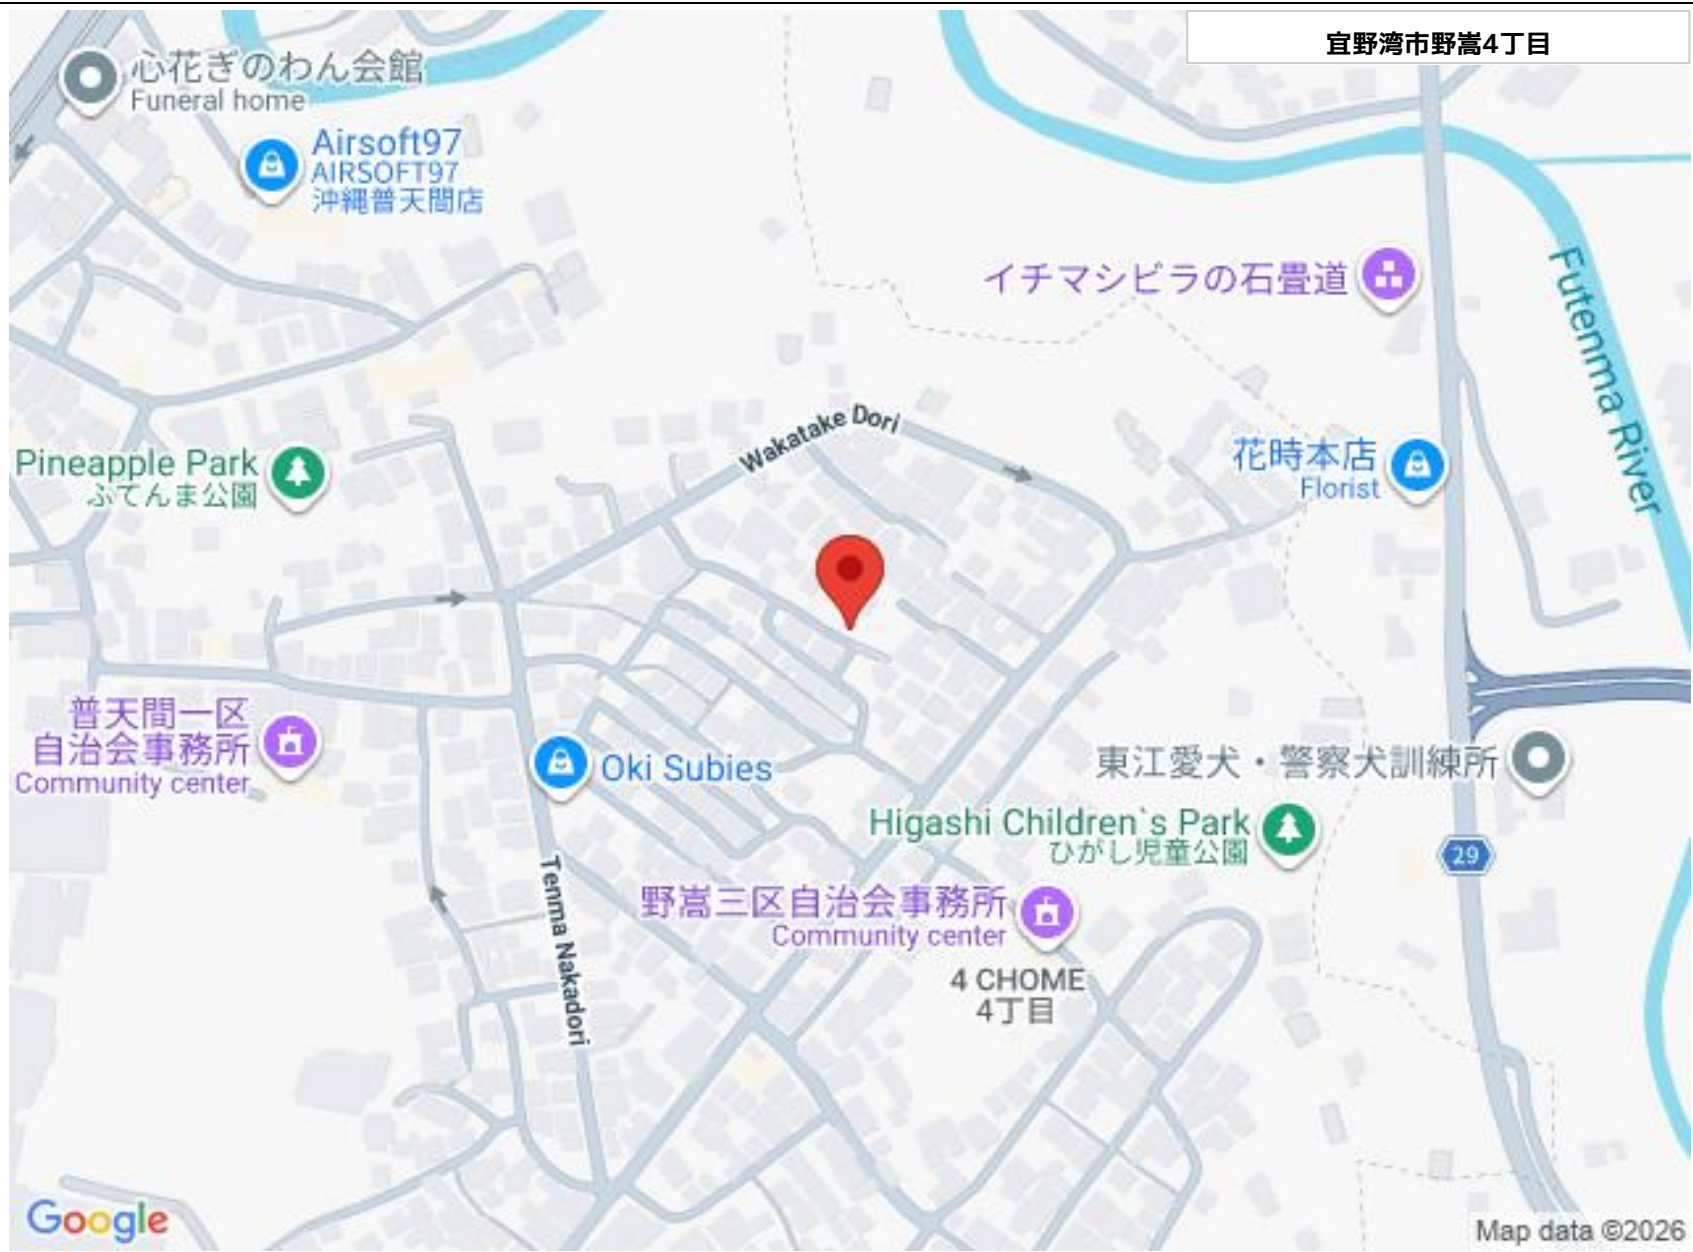 宜野湾市野嵩4丁目
心花ぎのわん会館
Funeral home
Airsoft97
AIRSOFT97
沖縄普天間店
イチマシビラの石畳道
Futenma River
Wakatake Dori
Pineapple Park
ふてんま公園
花時本店
Florist
普天間一区
自治会事務所
Community center
Oki Subies
東江愛犬・警察犬訓練所
Higashi Children`s Park
ひがし児童公園
29
野嵩三区自治会事務所
Community center
Tenma Nakadori
4 CHOME
4丁目
Google
Map data ©2026